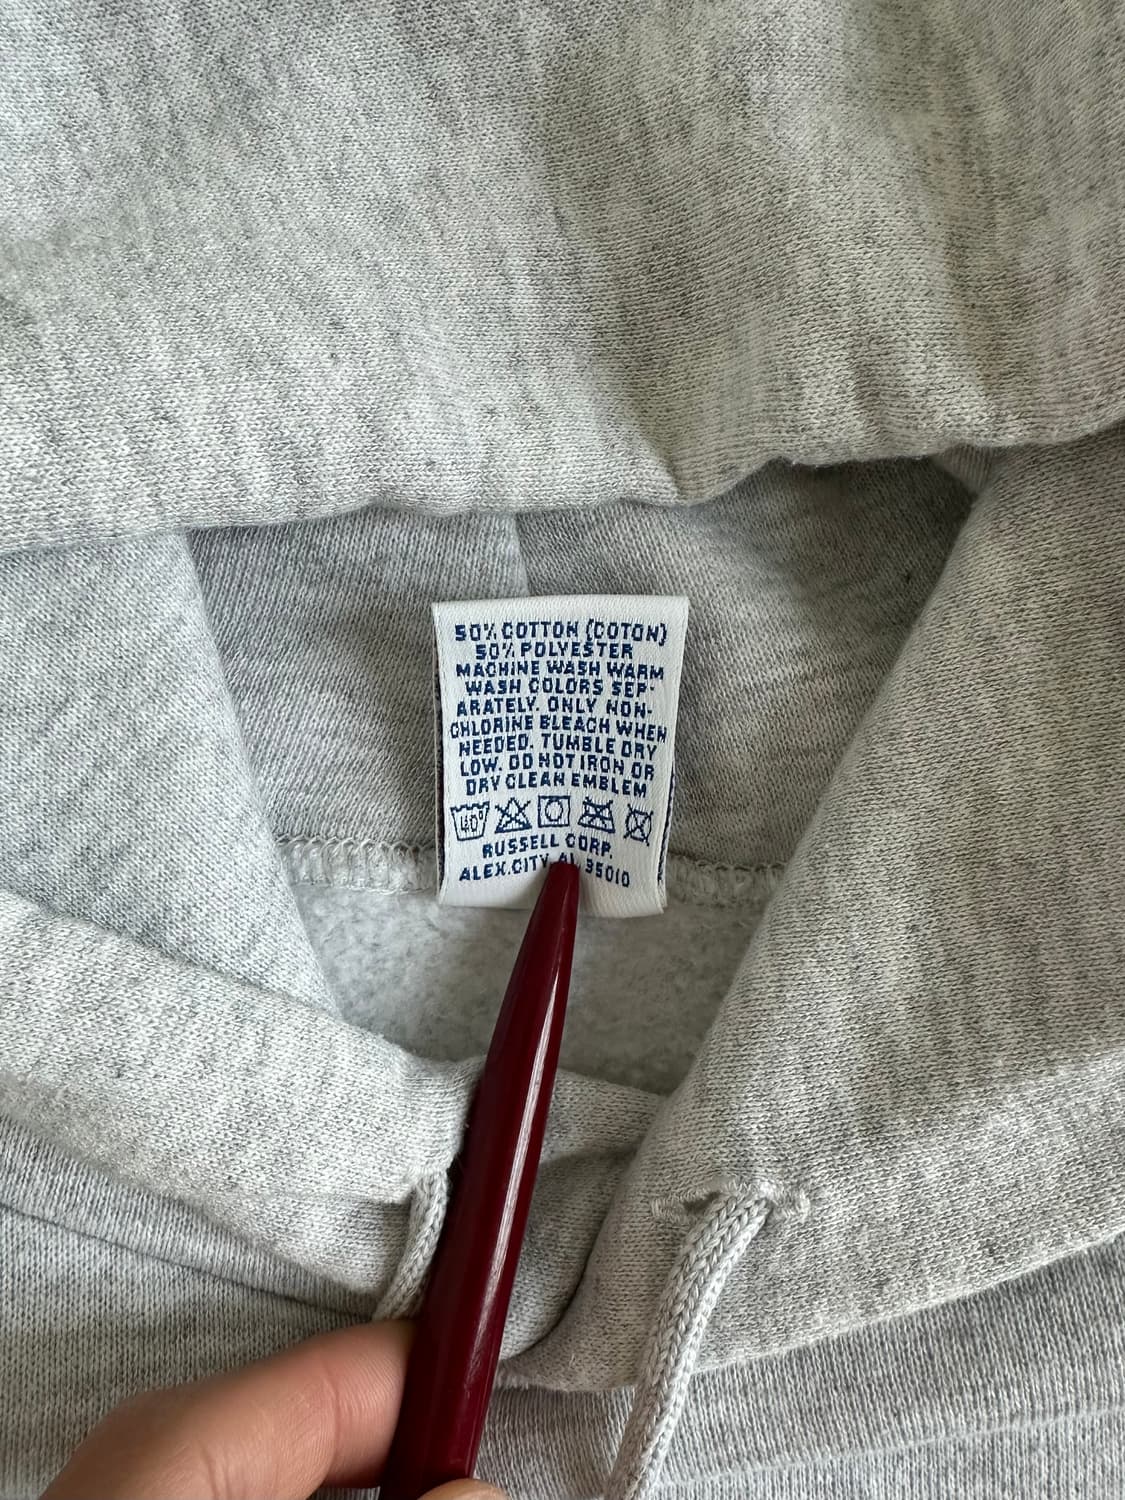 50% COTTON (COTON)
50% POLYESTER
MACHINE WASH WARM
WASH COLORS SEP-
ARATELY. ONLY NON-
CHLORINE BLEACH WHEN
NEEDED. TUMBLE DRY
LOW. DO NOT IRON OR
DRY CLEAN EMBLEM
40°
RUSSELL CORP.
ALEX.CITY AL 35010